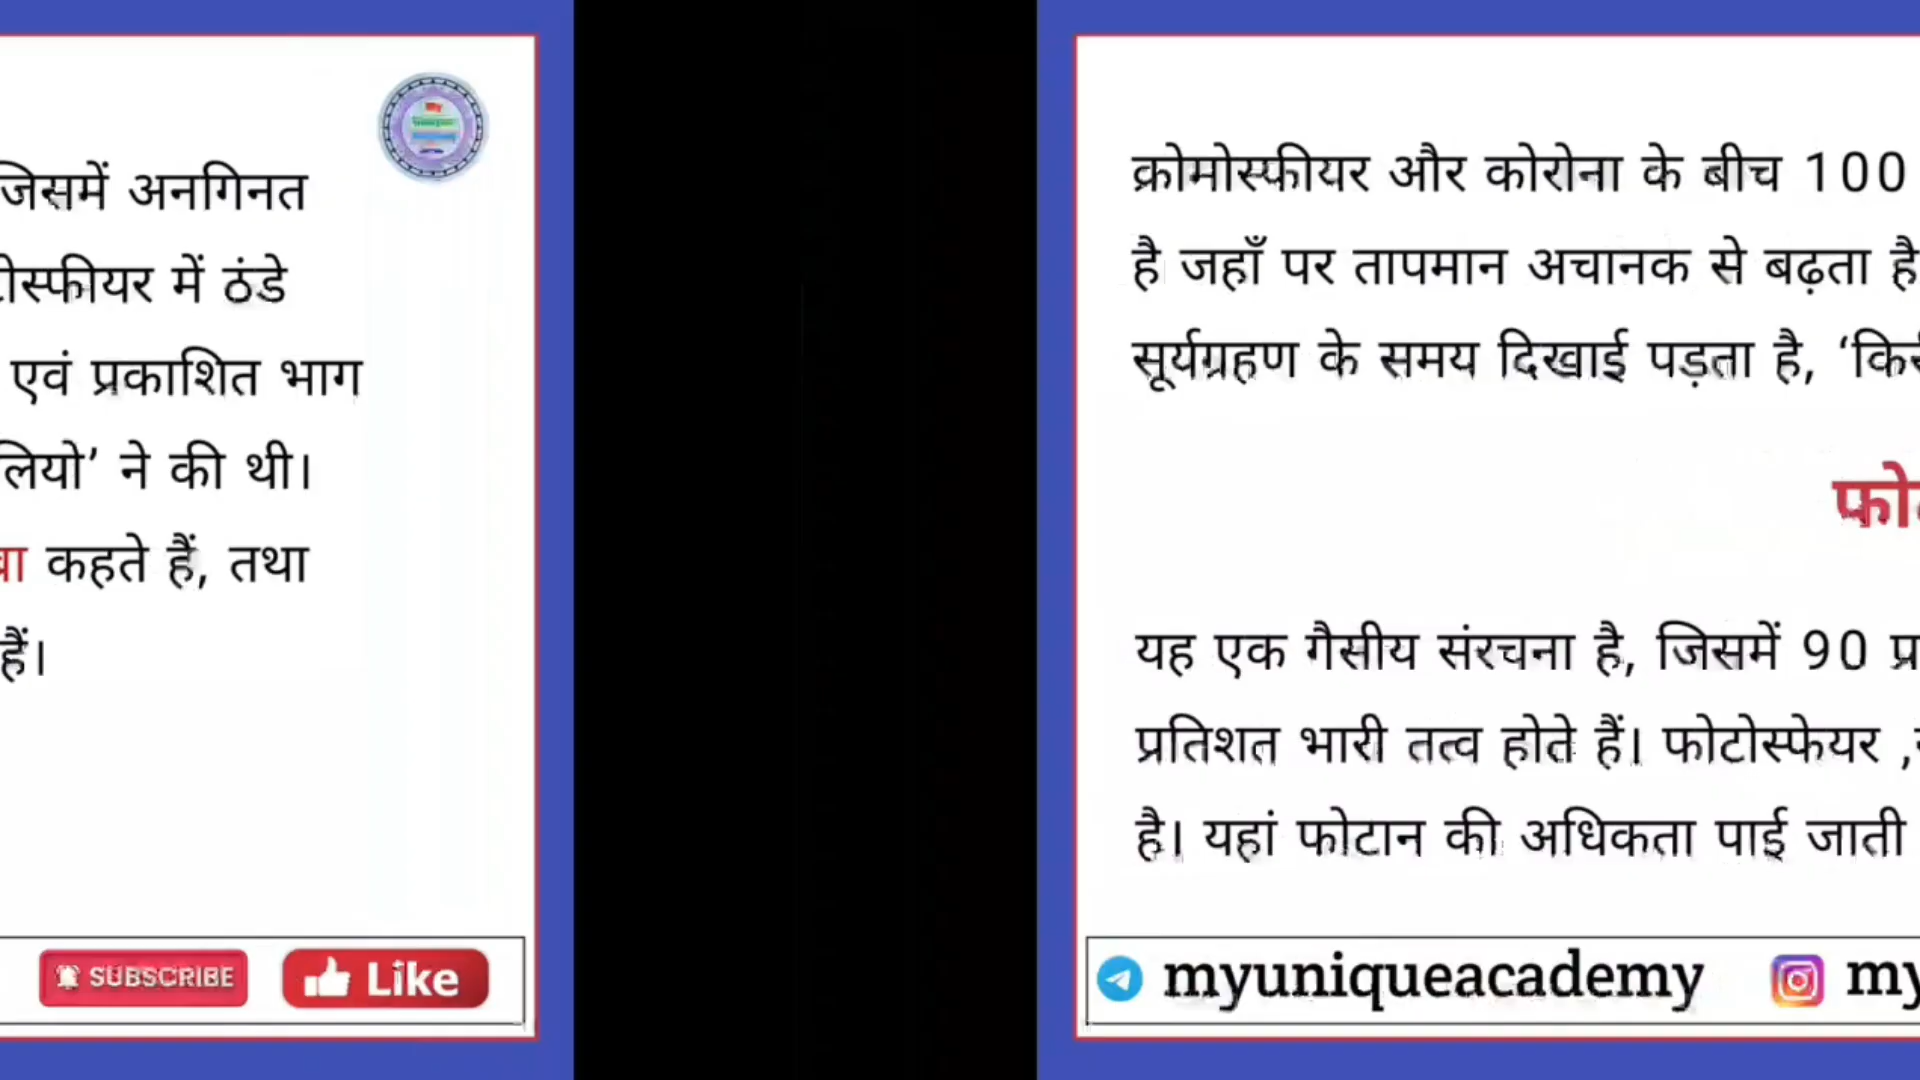 जिसमें अनगिनत
टोस्फीयर में ठंडे
एवं प्रकाशित भाग
लियो’ ने की थी।
कहते हैं, तथा
हैं।
SUBSCRIBE
Like
क्रोमोस्फीयर और कोरोना के बीच 100
है जहाँ पर तापमान अचानक से बढ़ता है
सूर्यग्रहण के समय दिखाई पड़ता है,
यह एक गैसीय संरचना है, जिसमें 90 प्र
प्रतिशत भारी तत्व होते हैं। फोटोस्फेयर ,
है। यहां फोटान की अधिकता पाई जाती
myuniqueacademy
my